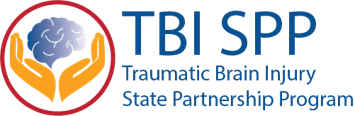 TBI SPP
Traumatic Brain Injury
State Partnership Program